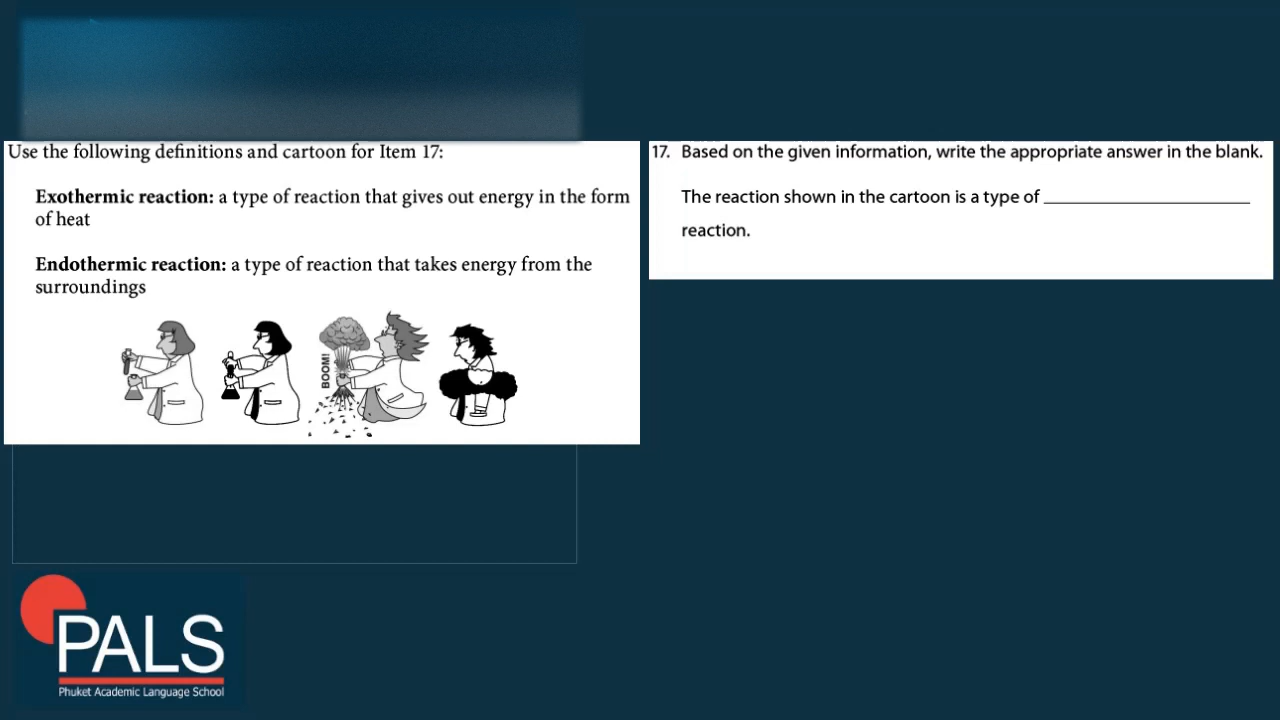 Use the following definitions and cartoon for Item 17:
Exothermic reaction: a type of reaction that gives out energy in the form
of heat
Endothermic reaction: a type of reaction that takes energy from the
surroundings
BOOM!
17. Based on the given information, write the appropriate answer in the blank.
The reaction shown in the cartoon is a type of ______________________
reaction.
PALS
Phuket Academic Language School